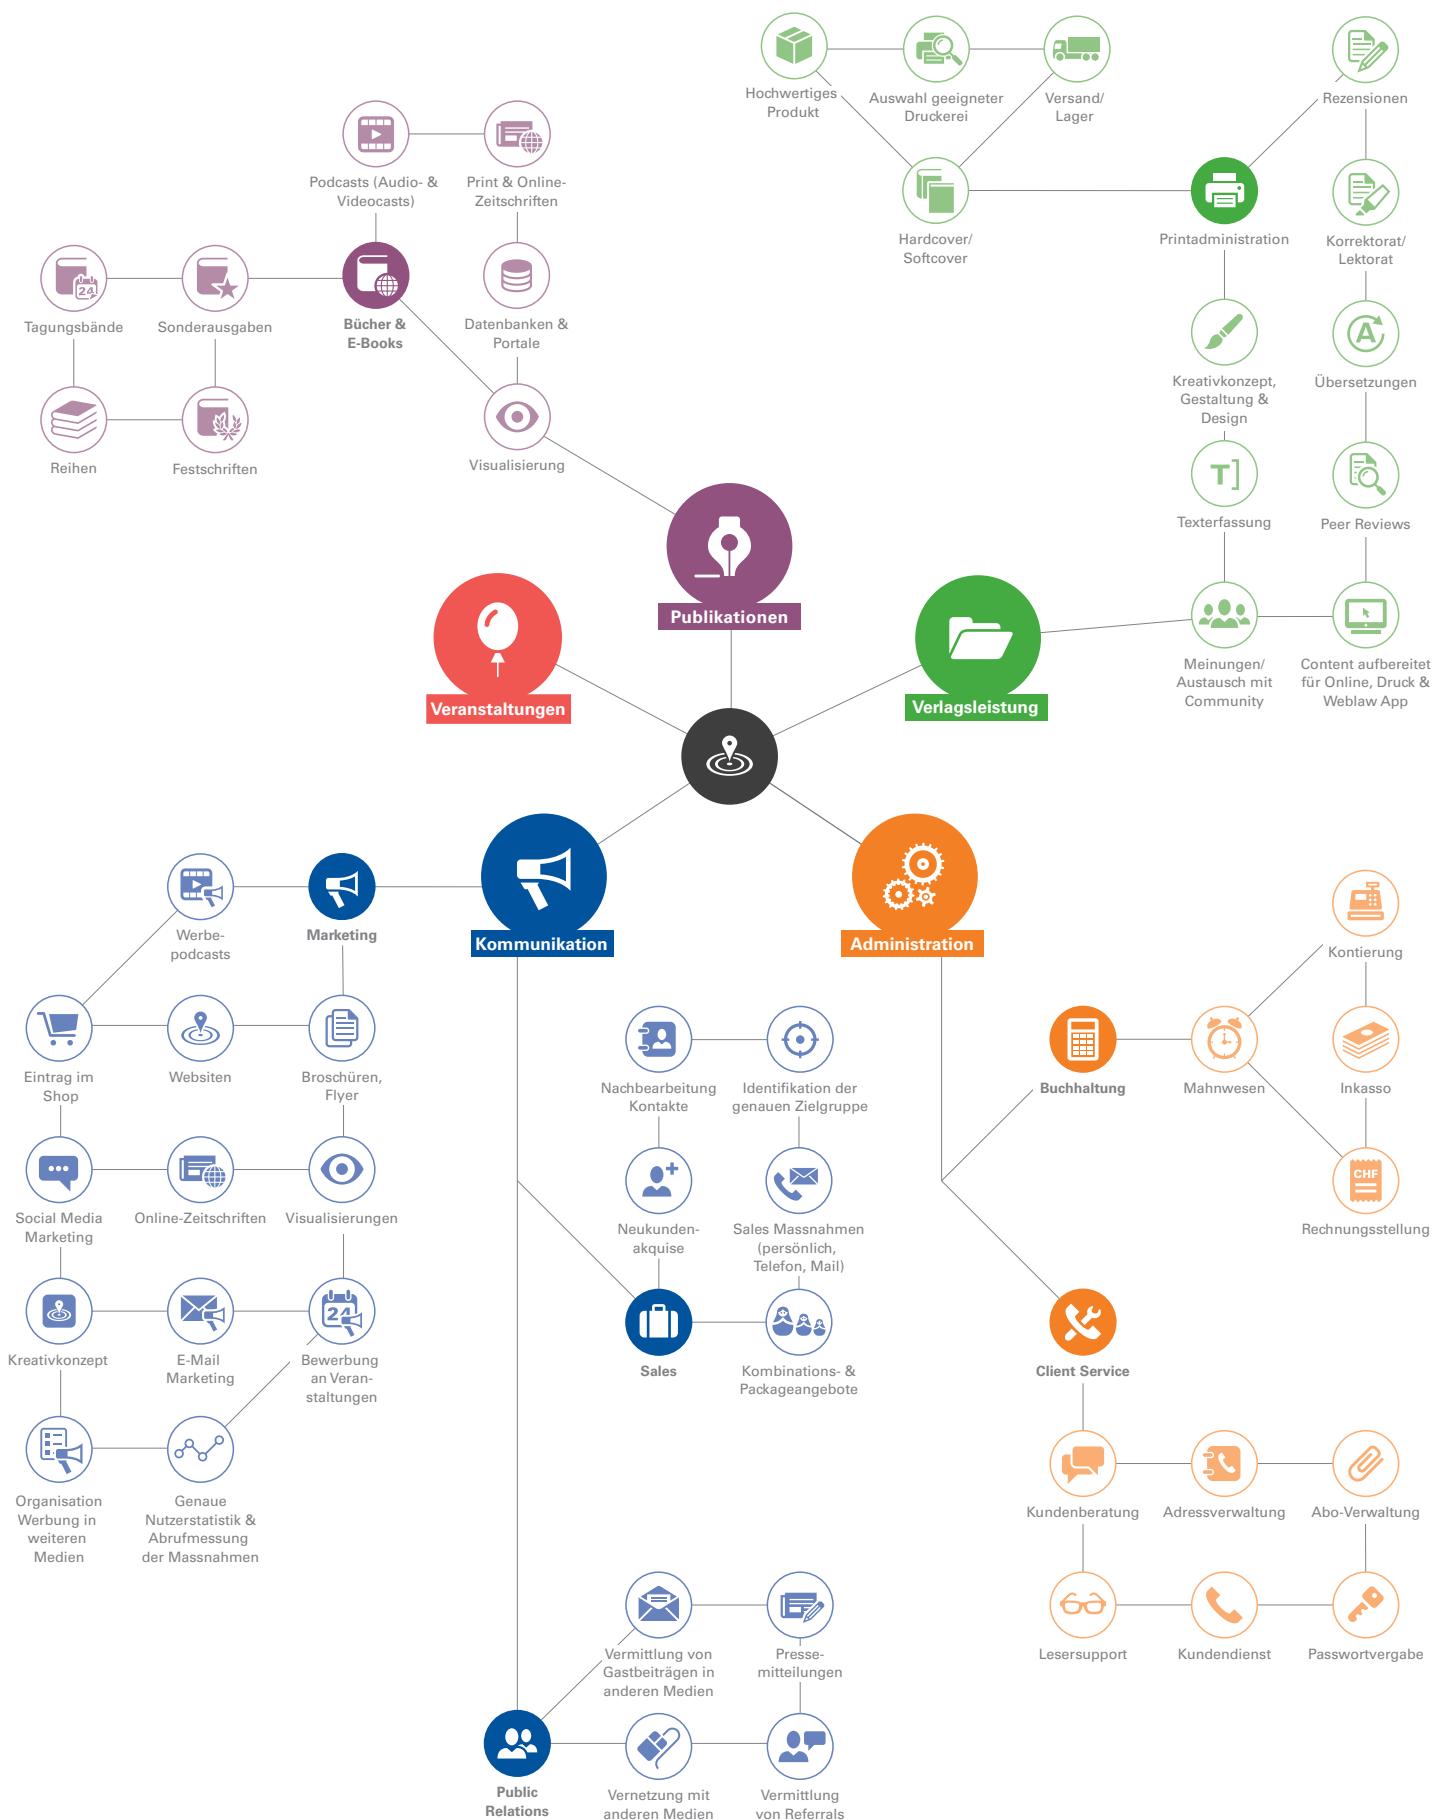 Hochwertiges
Produkt
Auswahl geeigneter
Druckerei
Versand/
Lager
Rezensionen
Podcasts (Audio- &
Videocasts)
Print & Online-
Zeitschriften
Hardcover/
Softcover
Printadministration
Korrektorat/
Lektorat
24
Tagungsbände
Sonderausgaben
Bücher &
E-Books
Datenbanken &
Portale
A
Kreativkonzept,
Gestaltung &
Design
Übersetzungen
Reihen
Festschriften
Visualisierung
T]
Texterfassung
Peer Reviews
Publikationen
Veranstaltungen
Verlagsleistung
Meinungen/
Austausch mit
Community
Content aufbereitet
für Online, Druck &
Weblaw App
Kommunikation
Administration
Werbe-
podcasts
Marketing
Kontierung
Eintrag im
Shop
Websiten
Broschüren,
Flyer
Nachbearbeitung
Kontakte
Identifikation der
genauen Zielgruppe
Buchhaltung
Mahnwesen
Inkasso
Social Media
Marketing
Online-Zeitschriften
Visualisierungen
Neukunden-
akquise
Sales Massnahmen
(persönlich,
Telefon, Mail)
CHF
Rechnungsstellung
24
Kreativkonzept
E-Mail
Marketing
Bewerbung
an Veran-
staltungen
Sales
Kombinations- &
Packageangebote
Client Service
Organisation
Werbung in
weiteren
Medien
Genaue
Nutzerstatistik &
Abrufmessung
der Massnahmen
Kundenberatung
Adressverwaltung
Abo-Verwaltung
Vermittlung von
Gastbeiträgen in
anderen Medien
Presse-
mitteilungen
Lesersupport
Kundendienst
Passwortvergabe
Public
Relations
Vernetzung mit
anderen Medien
Vermittlung
von Referrals